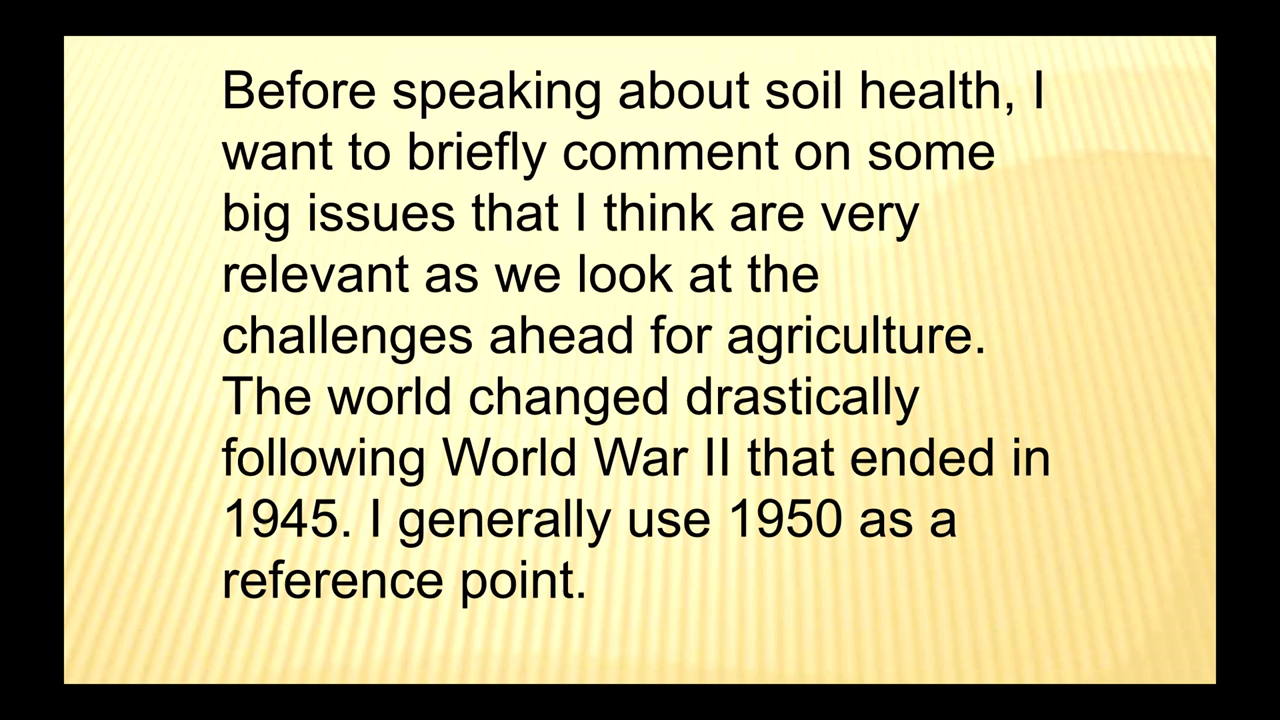 Before speaking about soil health, I
want to briefly comment on some
big issues that I think are very
relevant as we look at the
challenges ahead for agriculture.
The world changed drastically
following World War II that ended in
1945. I generally use 1950 as a
reference point.